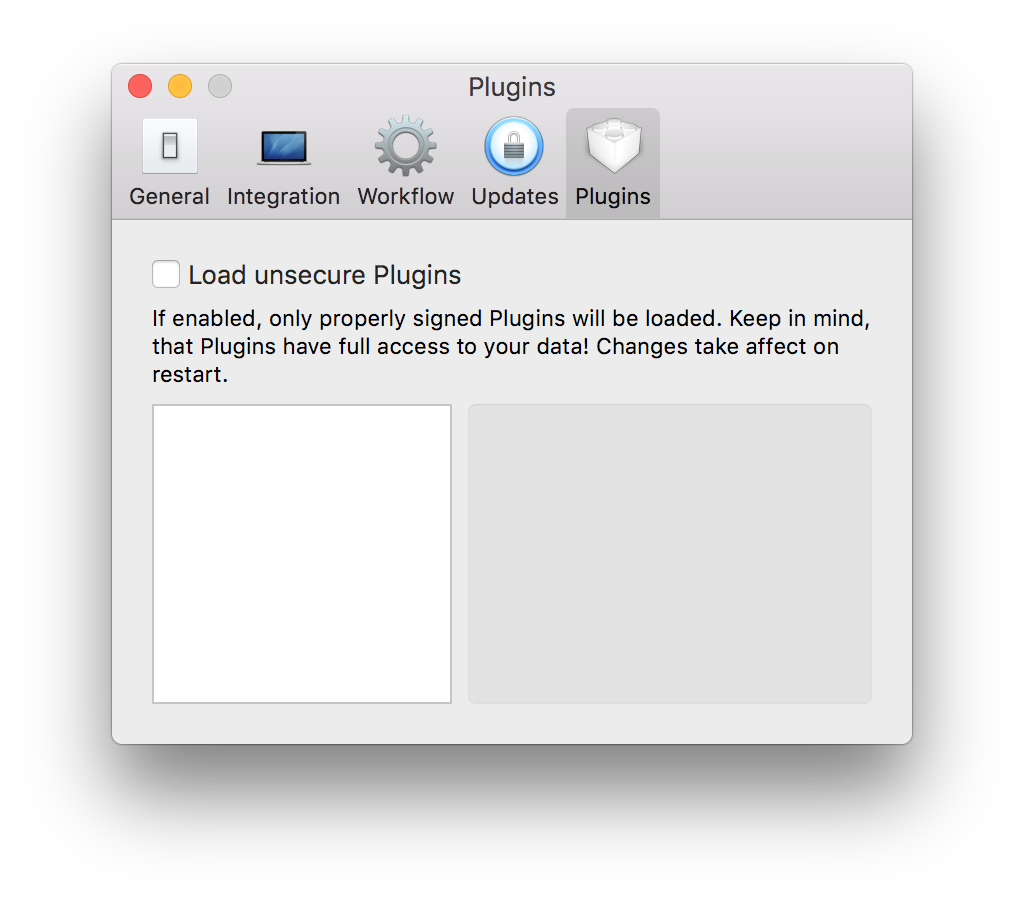 Plugins
General Integration Workflow Updates Plugins
Load unsecure Plugins
If enabled, only properly signed Plugins will be loaded. Keep in mind,
that Plugins have full access to your data! Changes take affect on
restart.